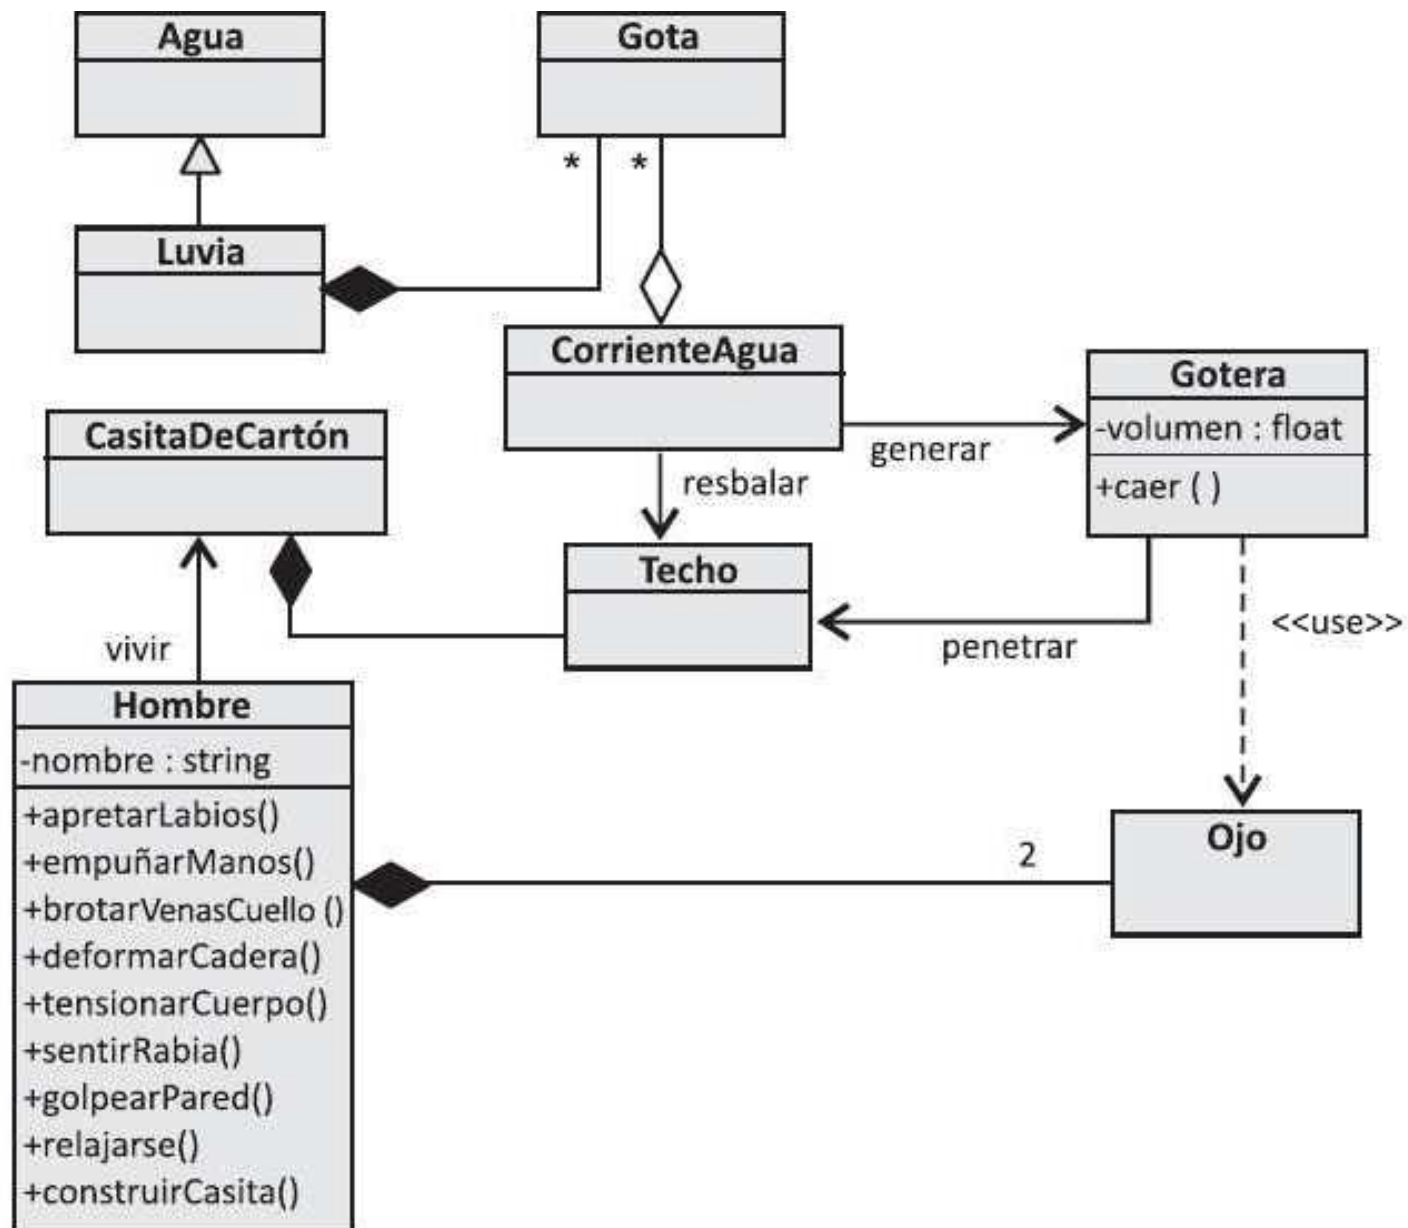 Agua
Gota
*
*
Luvia
CorrienteAgua
Gotera
-volumen : float
+caer ( )
generar
CasitaDeCartón
resbalar
Techo
<<use>>
vivir
penetrar
Hombre
-nombre : string
+apretarLabios()
+empuñarManos()
+brotarVenasCuello ()
+deformarCadera()
+tensionarCuerpo()
+sentirRabia()
+golpearPared()
+relajarse()
+construirCasita()
2
Ojo